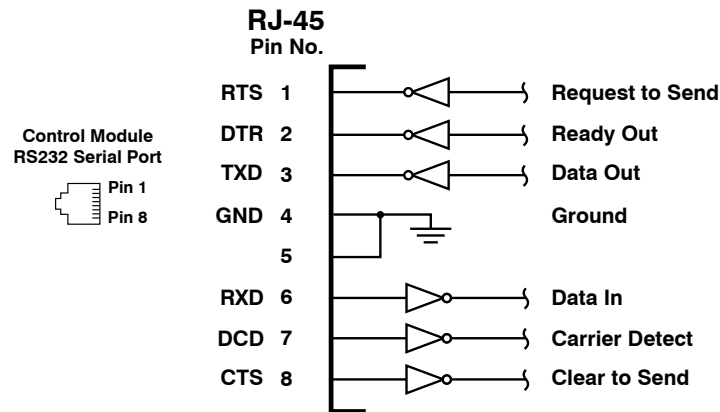 RJ-45
Pin No.
RTS 1 Request to Send
DTR 2 Ready Out
Control Module
RS232 Serial Port
TXD 3 Data Out
Pin 1
Pin 8
GND 4 Ground
5
RXD 6 Data In
DCD 7 Carrier Detect
CTS 8 Clear to Send